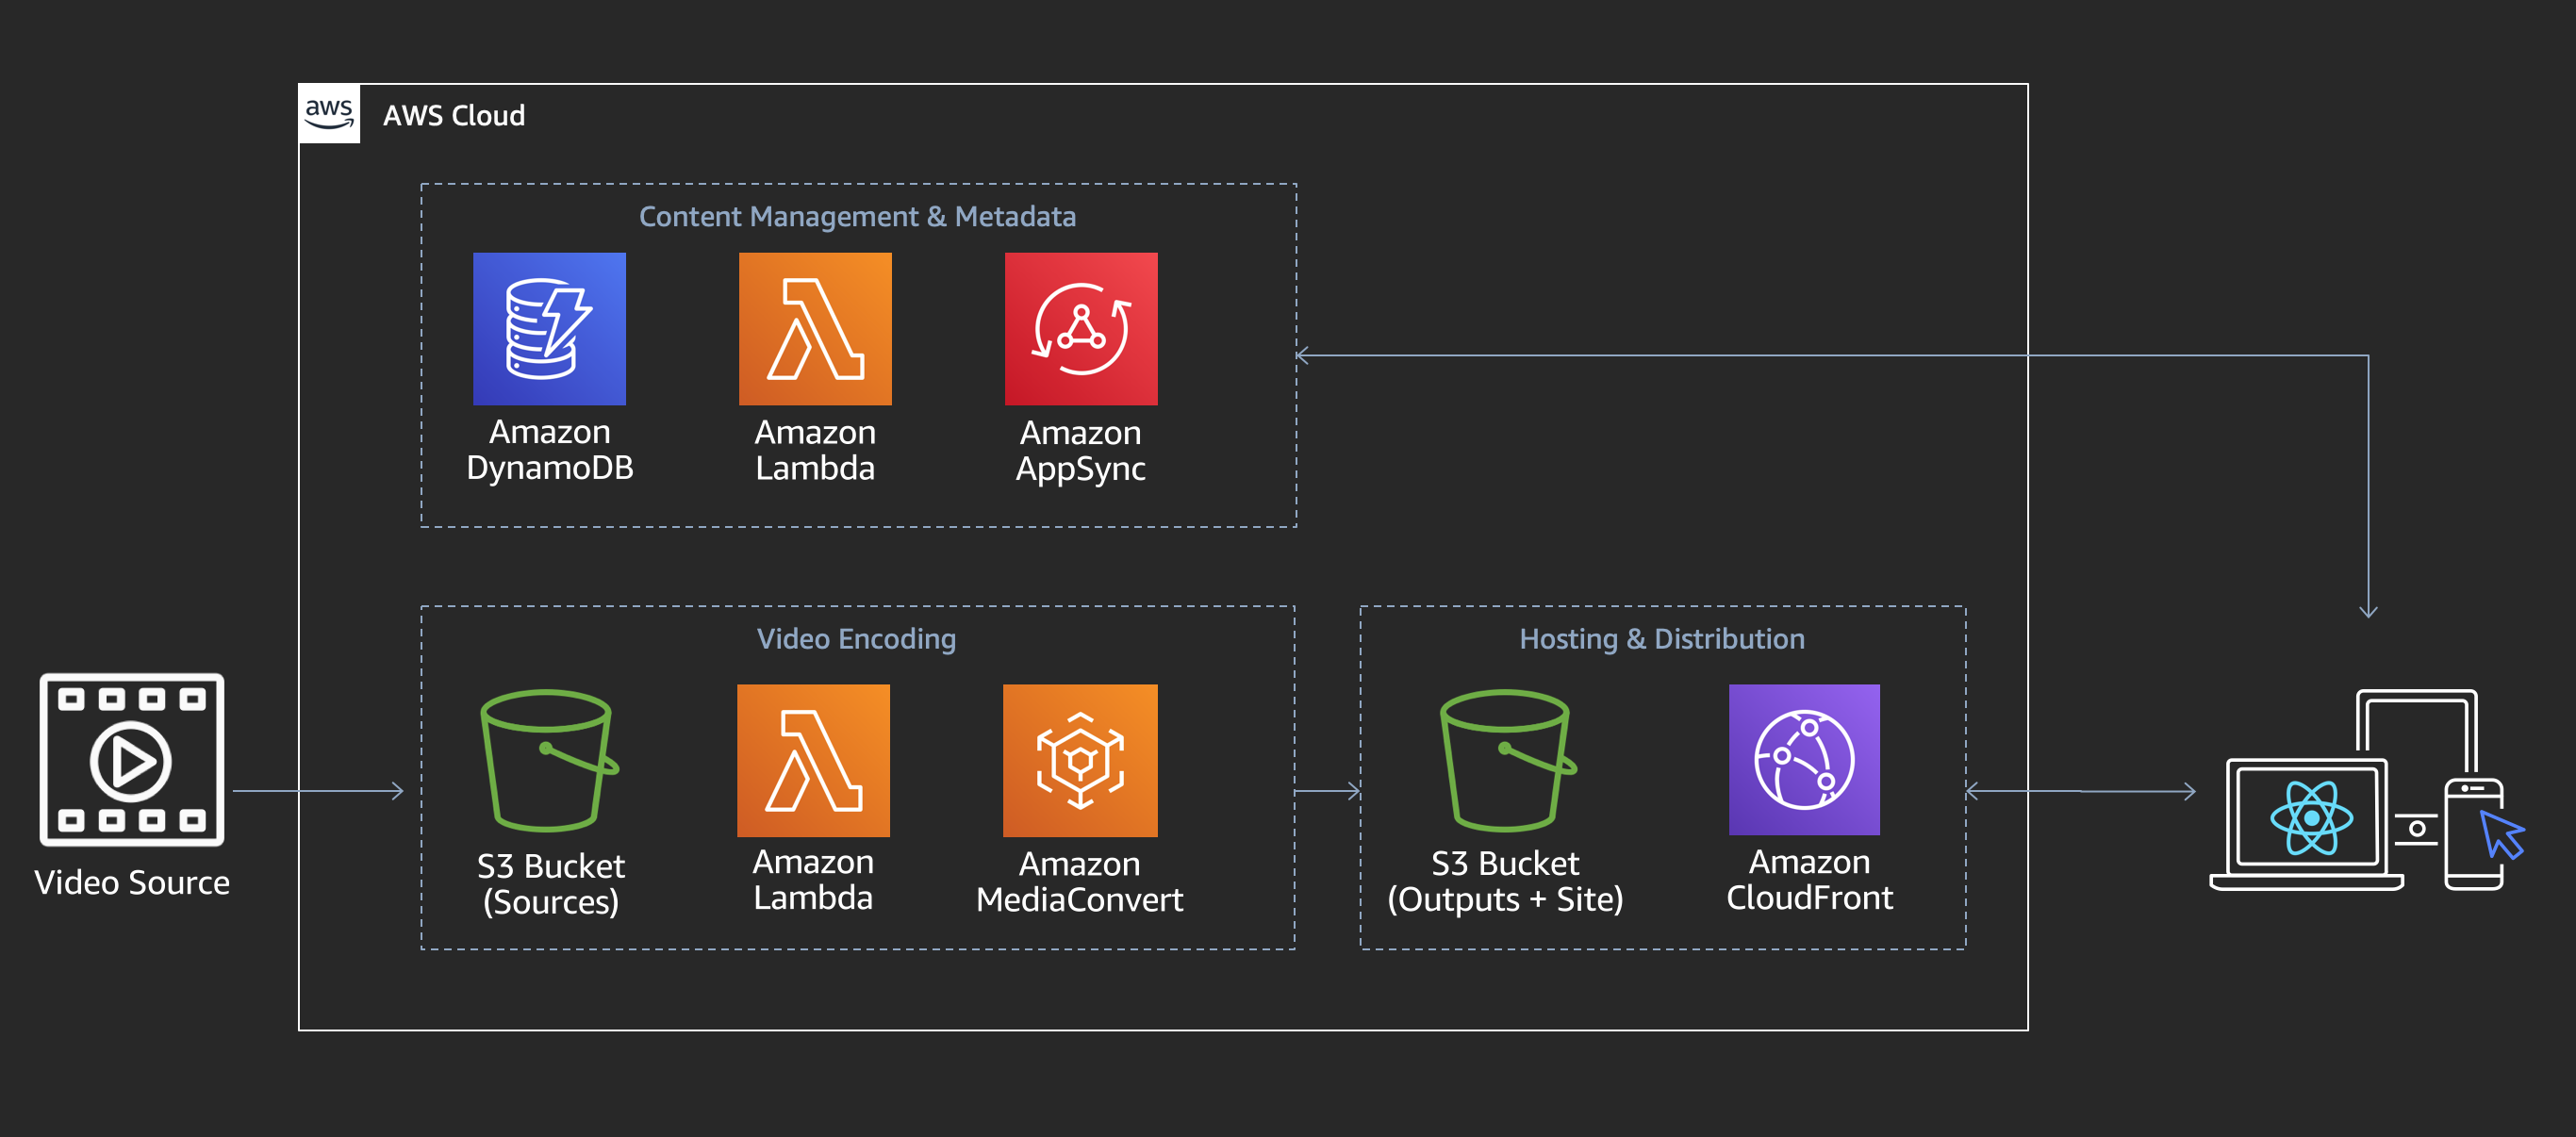 aws
AWS Cloud
Content Management & Metadata
Amazon
DynamoDB
Amazon
Lambda
Amazon
AppSync
Video Encoding
S3 Bucket
(Sources)
Amazon
Lambda
Amazon
MediaConvert
Hosting & Distribution
S3 Bucket
(Outputs + Site)
Amazon
CloudFront
Video Source